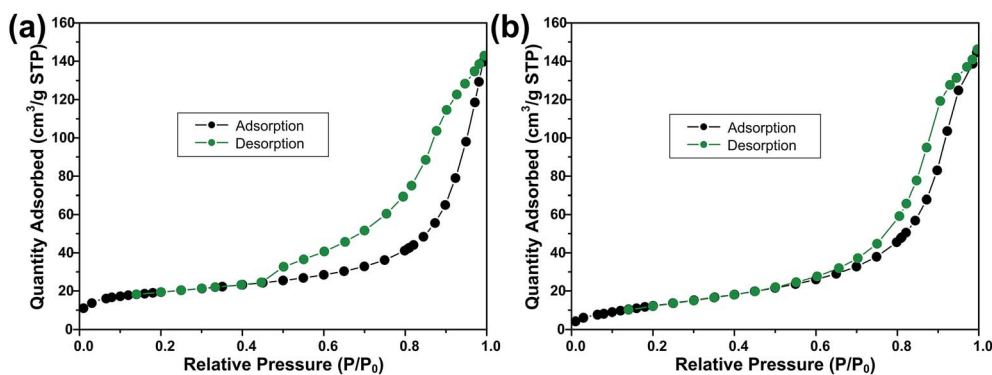 (a)
Quantity Adsorbed (cm³/g STP)
160
140
120
100
80
60
40
20
0
Adsorption
Desorption
0.0 0.2 0.4 0.6 0.8 1.0
Relative Pressure (P/P₀)
(b)
Quantity Adsorbed (cm³/g STP)
160
140
120
100
80
60
40
20
0
Adsorption
Desorption
0.0 0.2 0.4 0.6 0.8 1.0
Relative Pressure (P/P₀)